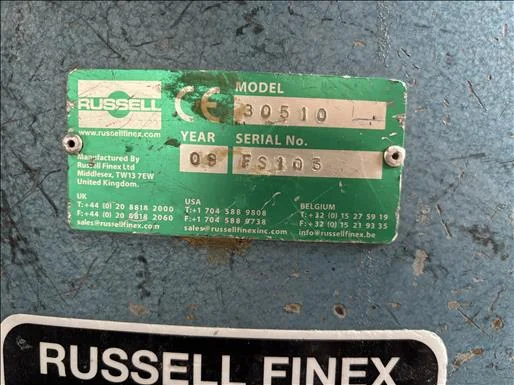 RUSSELL
www.russellfinex.com
CE
MODEL
30510
YEAR
SERIAL No.
08
FS105
Manufactured By
Russell Finex Ltd
Middlesex, TW13 7EW
United Kingdom.
UK
T:+44 (0) 20 8818 2000
F:+44 (0) 20 8818 2060
sales@russellfinex.com
USA
T:+1 704 588 9808
F:+1 704 588 9738
sales@russellfinexinc.com
BELGIUM
T:+32 (0) 15 27 59 19
F:+32 (0) 15 21 93 35
info@russellfinex.be
RUSSELL FINEX